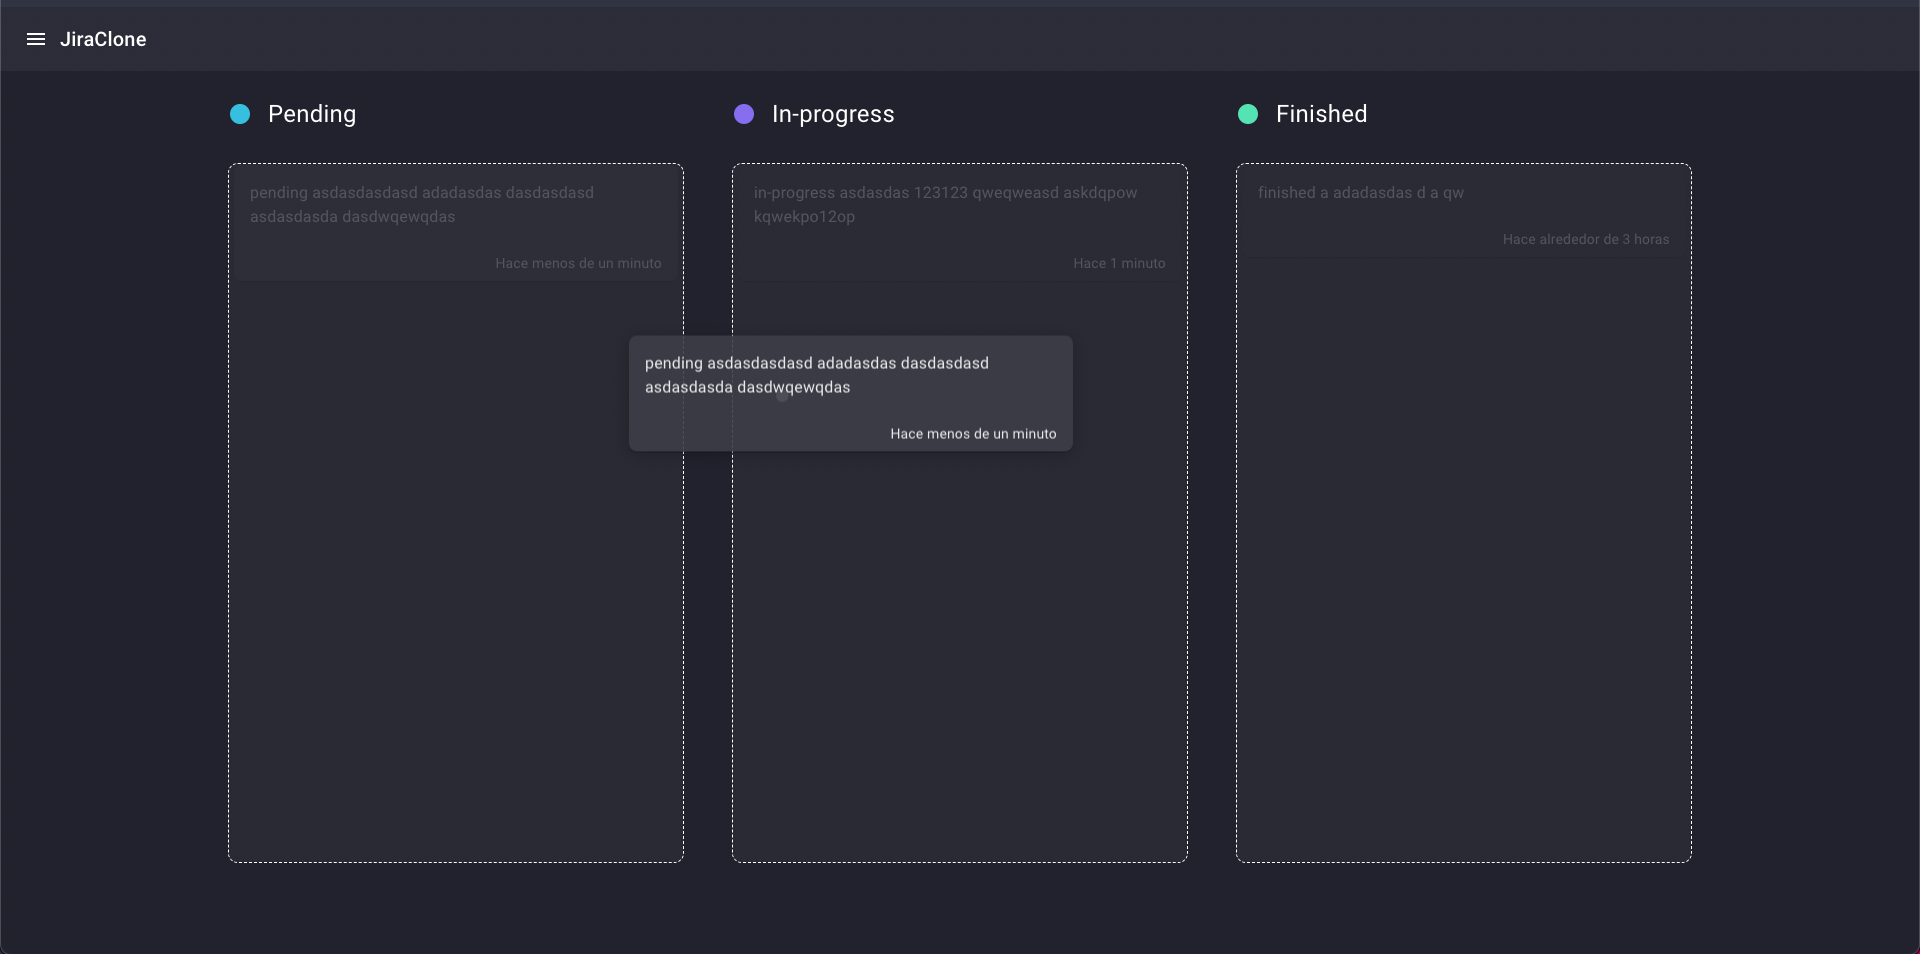 JiraClone
Pending
pending asdasdasdasd adadasdas dasdasdasd
asdasdasda dasdwqewqdas
Hace menos de un minuto
In-progress
in-progress asdasdas 123123 qweqweasd askdqpow
kqwekpo12op
Hace 1 minuto
Finished
finished a adadasdas d a qw
Hace alrededor de 3 horas
pending asdasdasdasd adadasdas dasdasdasd
asdasdasda dasdwqewqdas
Hace menos de un minuto